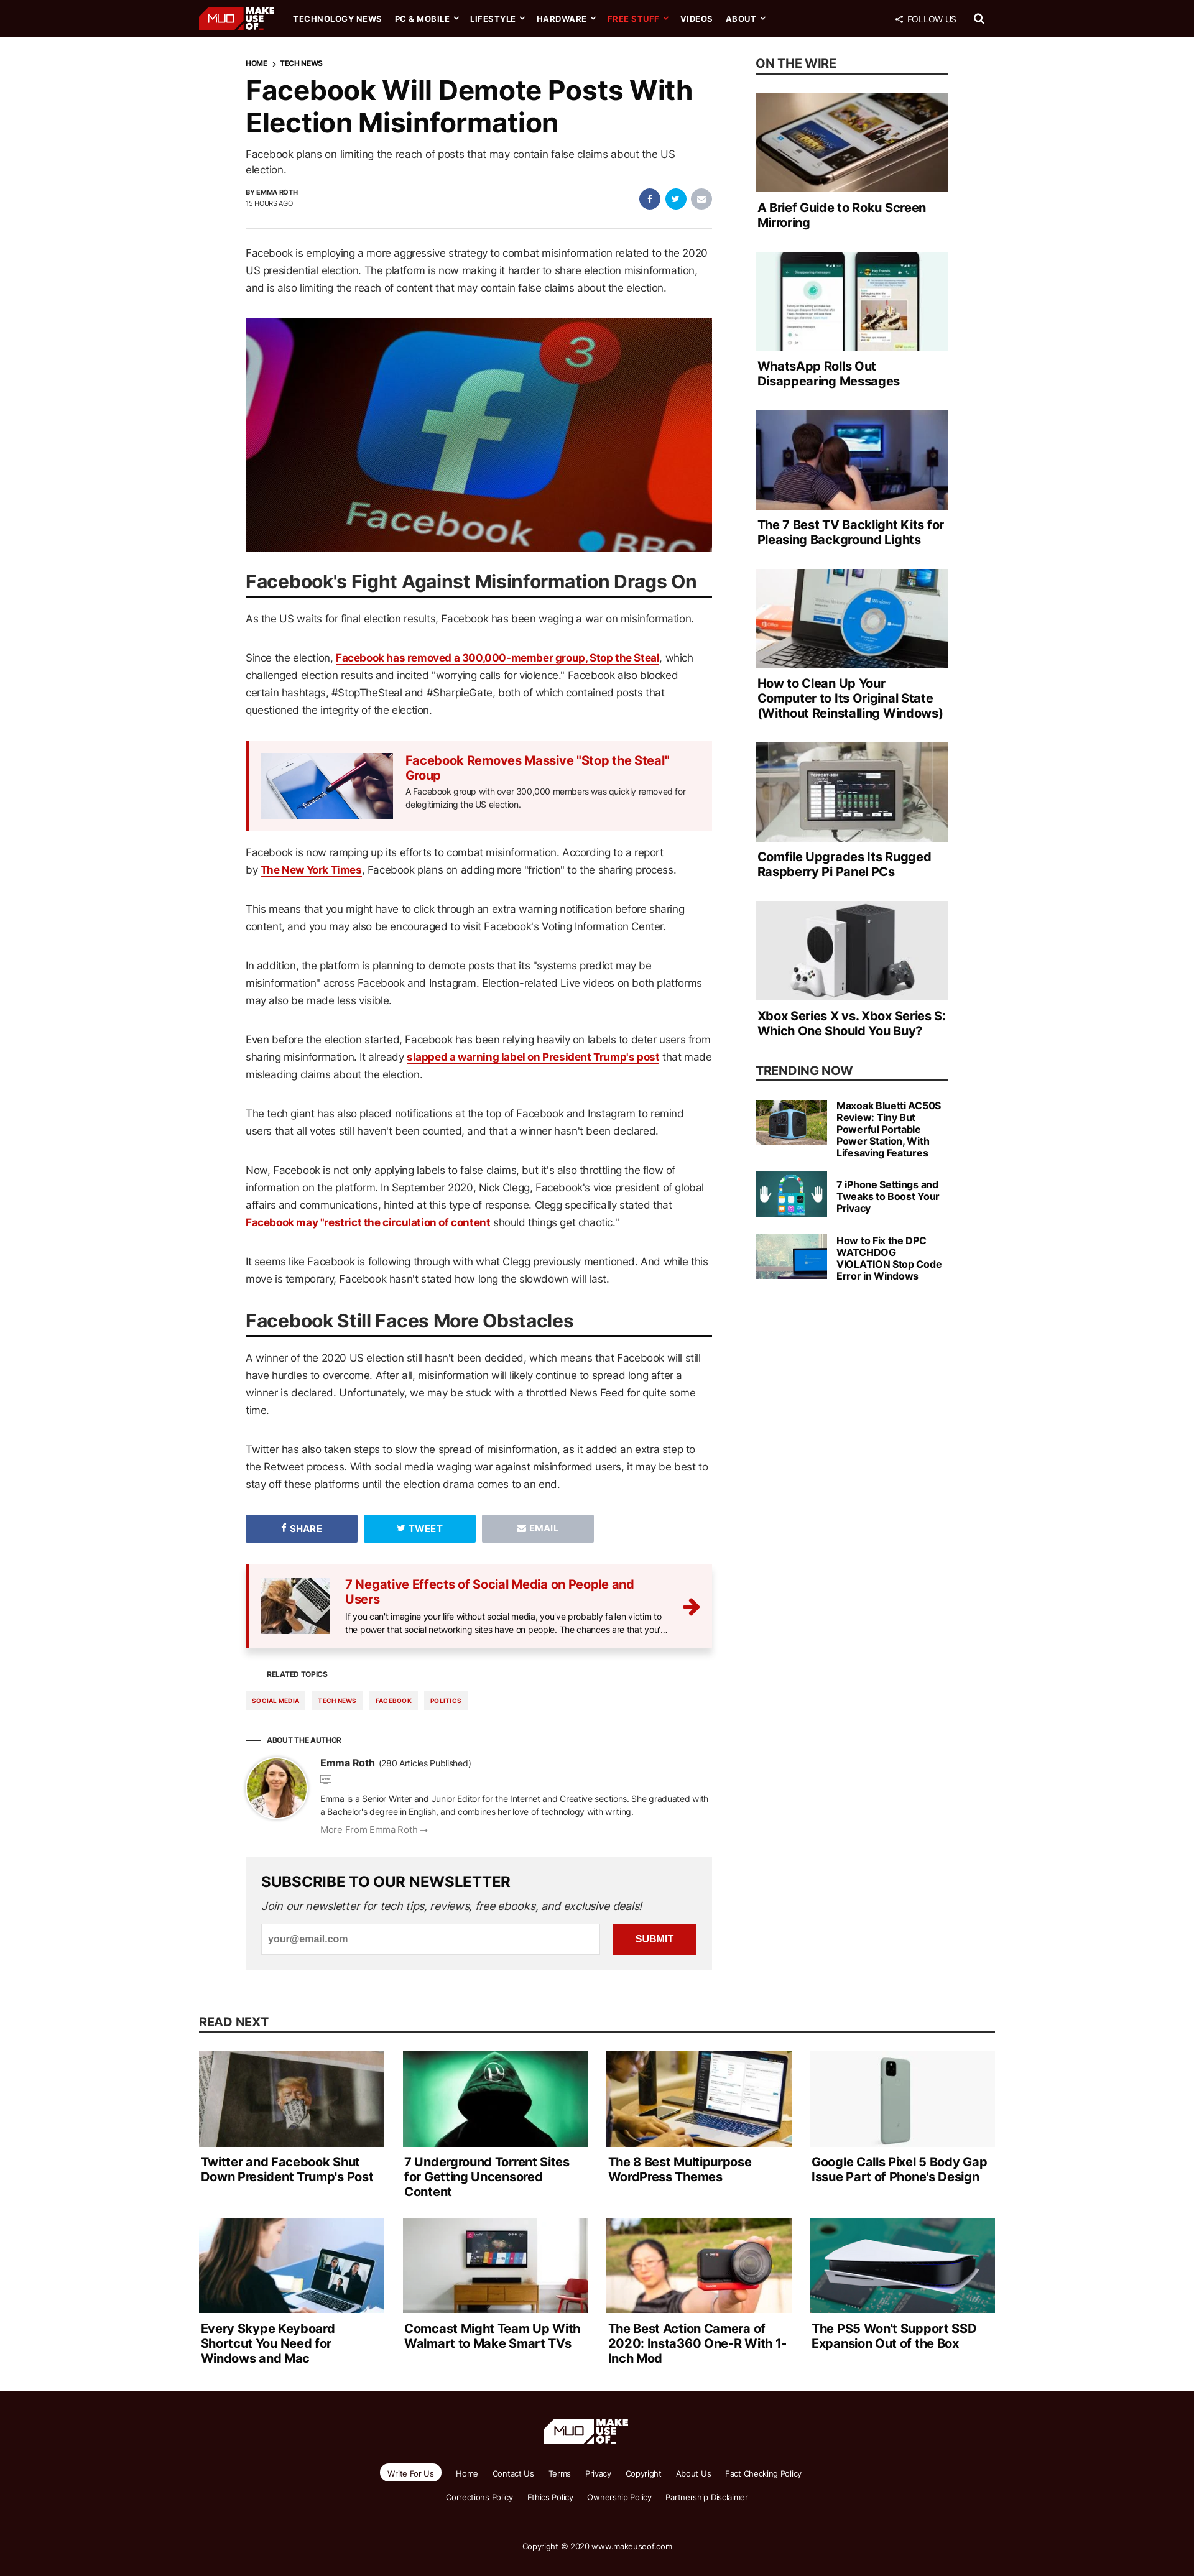 MUO MAKE USE OF_
TECHNOLOGY NEWS PC & MOBILE LIFESTYLE HARDWARE FREE STUFF VIDEOS ABOUT FOLLOW US
HOME › TECH NEWS
Facebook Will Demote Posts With
Election Misinformation
Facebook plans on limiting the reach of posts that may contain false claims about the US
election.
BY EMMA ROTH
15 HOURS AGO
Facebook is employing a more aggressive strategy to combat misinformation related to the 2020
US presidential election. The platform is now making it harder to share election misinformation,
and is also limiting the reach of content that may contain false claims about the election.
3
Facebook
BBC
Facebook's Fight Against Misinformation Drags On
As the US waits for final election results, Facebook has been waging a war on misinformation.
Since the election, Facebook has removed a 300,000-member group, Stop the Steal, which
challenged election results and incited "worrying calls for violence." Facebook also blocked
certain hashtags, #StopTheSteal and #SharpieGate, both of which contained posts that
questioned the integrity of the election.
Facebook Removes Massive "Stop the Steal"
Group
A Facebook group with over 300,000 members was quickly removed for
delegitimizing the US election.
Facebook is now ramping up its efforts to combat misinformation. According to a report
by The New York Times, Facebook plans on adding more "friction" to the sharing process.
This means that you might have to click through an extra warning notification before sharing
content, and you may also be encouraged to visit Facebook's Voting Information Center.
In addition, the platform is planning to demote posts that its "systems predict may be
misinformation" across Facebook and Instagram. Election-related Live videos on both platforms
may also be made less visible.
Even before the election started, Facebook has been relying heavily on labels to deter users from
sharing misinformation. It already slapped a warning label on President Trump's post that made
misleading claims about the election.
The tech giant has also placed notifications at the top of Facebook and Instagram to remind
users that all votes still haven't been counted, and that a winner hasn't been declared.
Now, Facebook is not only applying labels to false claims, but it's also throttling the flow of
information on the platform. In September 2020, Nick Clegg, Facebook's vice president of global
affairs and communications, hinted at this type of response. Clegg specifically stated that
Facebook may "restrict the circulation of content should things get chaotic."
It seems like Facebook is following through with what Clegg previously mentioned. And while this
move is temporary, Facebook hasn't stated how long the slowdown will last.
Facebook Still Faces More Obstacles
A winner of the 2020 US election still hasn't been decided, which means that Facebook will still
have hurdles to overcome. After all, misinformation will likely continue to spread long after a
winner is declared. Unfortunately, we may be stuck with a throttled News Feed for quite some
time.
Twitter has also taken steps to slow the spread of misinformation, as it added an extra step to
the Retweet process. With social media waging war against misinformed users, it may be best to
stay off these platforms until the election drama comes to an end.
SHARE TWEET EMAIL
7 Negative Effects of Social Media on People and
Users
If you can't imagine your life without social media, you've probably fallen victim to
the power that social networking sites have on people. The chances are that you'...
RELATED TOPICS
SOCIAL MEDIA TECH NEWS FACEBOOK POLITICS
ABOUT THE AUTHOR
Emma Roth (280 Articles Published)
Emma is a Senior Writer and Junior Editor for the Internet and Creative sections. She graduated with
a Bachelor's degree in English, and combines her love of technology with writing.
More From Emma Roth
SUBSCRIBE TO OUR NEWSLETTER
Join our newsletter for tech tips, reviews, free ebooks, and exclusive deals!
your@email.com SUBMIT
ON THE WIRE
A Brief Guide to Roku Screen
Mirroring
WhatsApp Rolls Out
Disappearing Messages
The 7 Best TV Backlight Kits for
Pleasing Background Lights
How to Clean Up Your
Computer to Its Original State
(Without Reinstalling Windows)
Comfile Upgrades Its Rugged
Raspberry Pi Panel PCs
Xbox Series X vs. Xbox Series S:
Which One Should You Buy?
TRENDING NOW
Maxoak Bluetti AC50S
Review: Tiny But
Powerful Portable
Power Station, With
Lifesaving Features
7 iPhone Settings and
Tweaks to Boost Your
Privacy
How to Fix the DPC
WATCHDOG
VIOLATION Stop Code
Error in Windows
READ NEXT
Twitter and Facebook Shut
Down President Trump's Post
7 Underground Torrent Sites
for Getting Uncensored
Content
The 8 Best Multipurpose
WordPress Themes
Google Calls Pixel 5 Body Gap
Issue Part of Phone's Design
Every Skype Keyboard
Shortcut You Need for
Windows and Mac
Comcast Might Team Up With
Walmart to Make Smart TVs
The Best Action Camera of
2020: Insta360 One-R With 1-
Inch Mod
The PS5 Won't Support SSD
Expansion Out of the Box
MUO MAKE USE OF_
Write For Us Home Contact Us Terms Privacy Copyright About Us Fact Checking Policy
Corrections Policy Ethics Policy Ownership Policy Partnership Disclaimer
Copyright © 2020 www.makeuseof.com